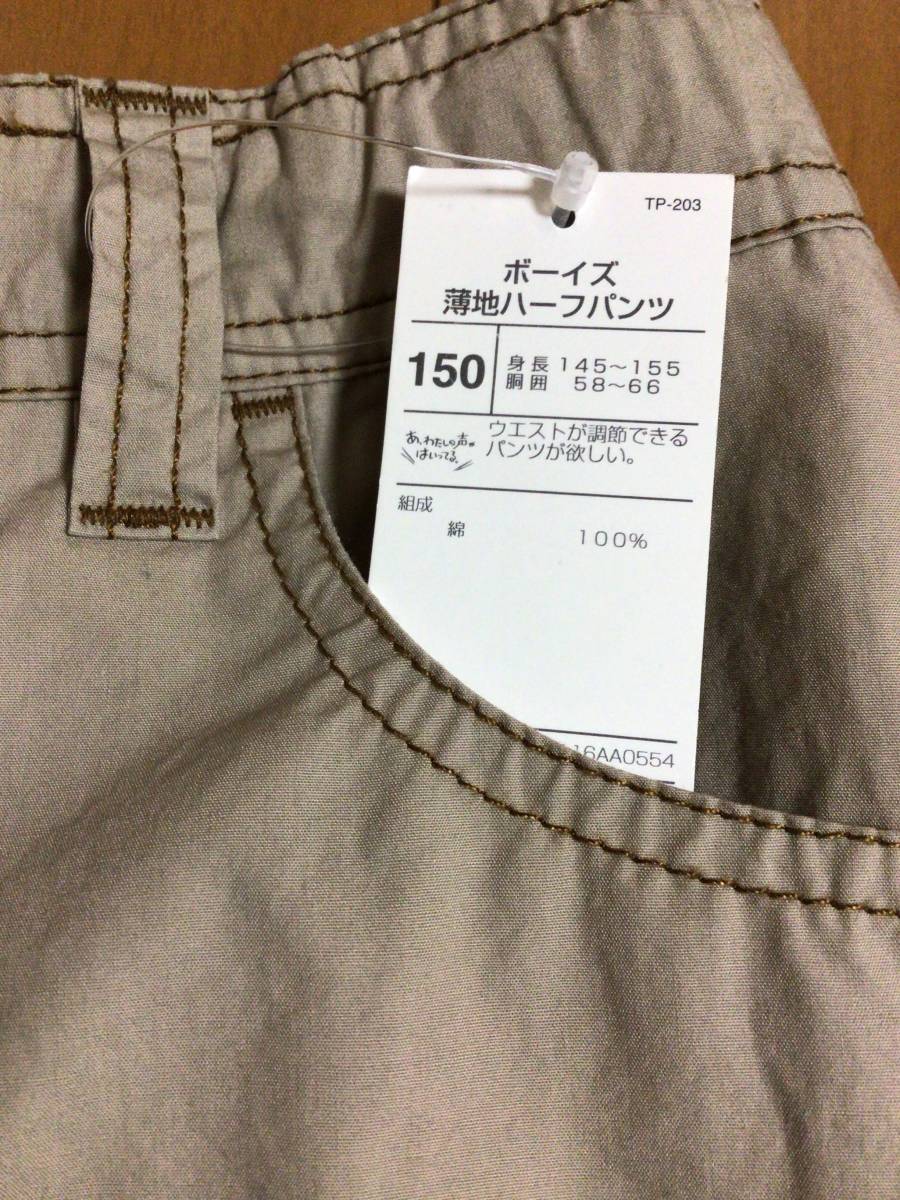 TP-203
ボーイズ
薄地ハーフパンツ
150
身長 145～155
胴囲 58～66
あ、わたしの声が
はいってる。
ウエストが調節できる
パンツが欲しい。
組成
綿 100%
16AA0554